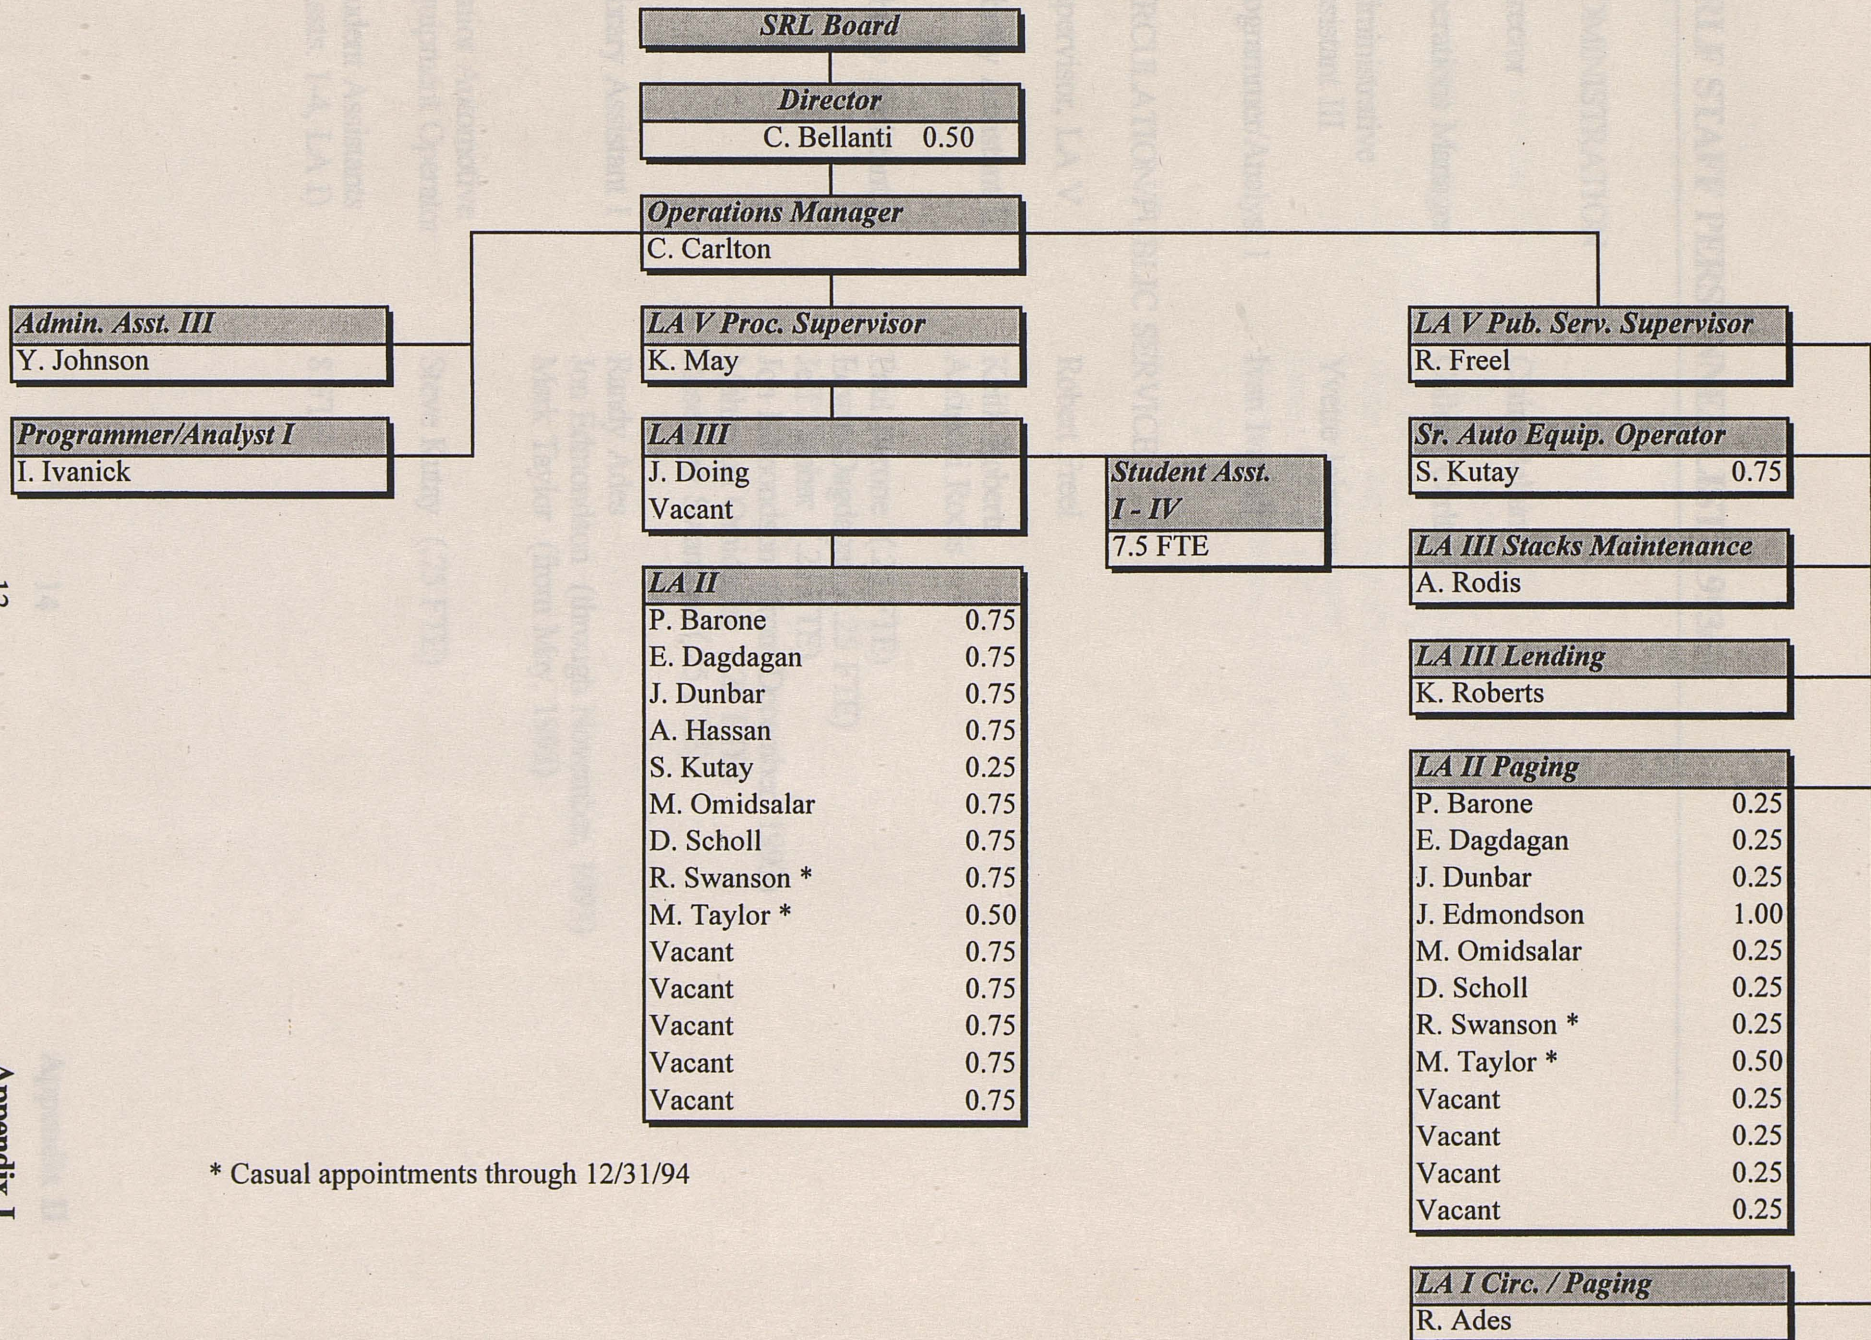 SRL Board
Director
C. Bellanti 0.50
Operations Manager
C. Carlton
Admin. Asst. III
Y. Johnson
Programmer/Analyst I
I. Ivanick
LA V Proc. Supervisor
K. May
LA III
J. Doing
Vacant
Student Asst.
I - IV
7.5 FTE
LA II
P. Barone 0.75
E. Dagdagan 0.75
J. Dunbar 0.75
A. Hassan 0.75
S. Kutay 0.25
M. Omidsalar 0.75
D. Scholl 0.75
R. Swanson * 0.75
M. Taylor * 0.50
Vacant 0.75
Vacant 0.75
Vacant 0.75
Vacant 0.75
Vacant 0.75
LA V Pub. Serv. Supervisor
R. Freel
Sr. Auto Equip. Operator
S. Kutay 0.75
LA III Stacks Maintenance
A. Rodis
LA III Lending
K. Roberts
LA II Paging
P. Barone 0.25
E. Dagdagan 0.25
J. Dunbar 0.25
J. Edmondson 1.00
M. Omidsalar 0.25
D. Scholl 0.25
R. Swanson * 0.25
M. Taylor * 0.50
Vacant 0.25
Vacant 0.25
Vacant 0.25
Vacant 0.25
LA I Circ. / Paging
R. Ades
* Casual appointments through 12/31/94
Appendix I